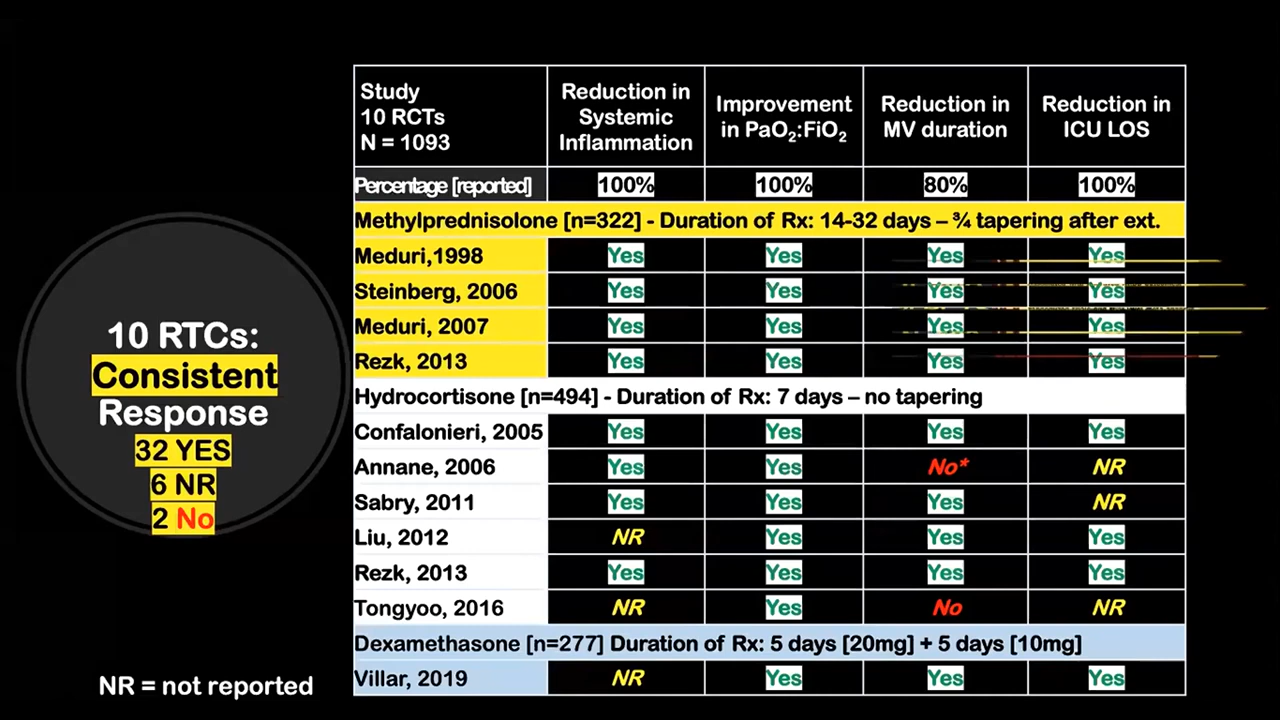 10 RTCs:
Consistent
Response
32 YES
6 NR
2 No
NR = not reported
Study
10 RCTs
N = 1093
Reduction in
Systemic
Inflammation
Improvement
in PaO₂:FiO₂
Reduction in
MV duration
Reduction in
ICU LOS
Percentage [reported] 100% 100% 80% 100%
Methylprednisolone [n=322] - Duration of Rx: 14-32 days – ¾ tapering after ext.
Meduri,1998 Yes Yes Yes Yes
Steinberg, 2006 Yes Yes Yes Yes
Meduri, 2007 Yes Yes Yes Yes
Rezk, 2013 Yes Yes Yes Yes
Hydrocortisone [n=494] - Duration of Rx: 7 days – no tapering
Confalonieri, 2005 Yes Yes Yes Yes
Annane, 2006 Yes Yes No* NR
Sabry, 2011 Yes Yes Yes NR
Liu, 2012 NR Yes Yes Yes
Rezk, 2013 Yes Yes Yes Yes
Tongyoo, 2016 NR Yes No NR
Dexamethasone [n=277] Duration of Rx: 5 days [20mg] + 5 days [10mg]
Villar, 2019 NR Yes Yes Yes